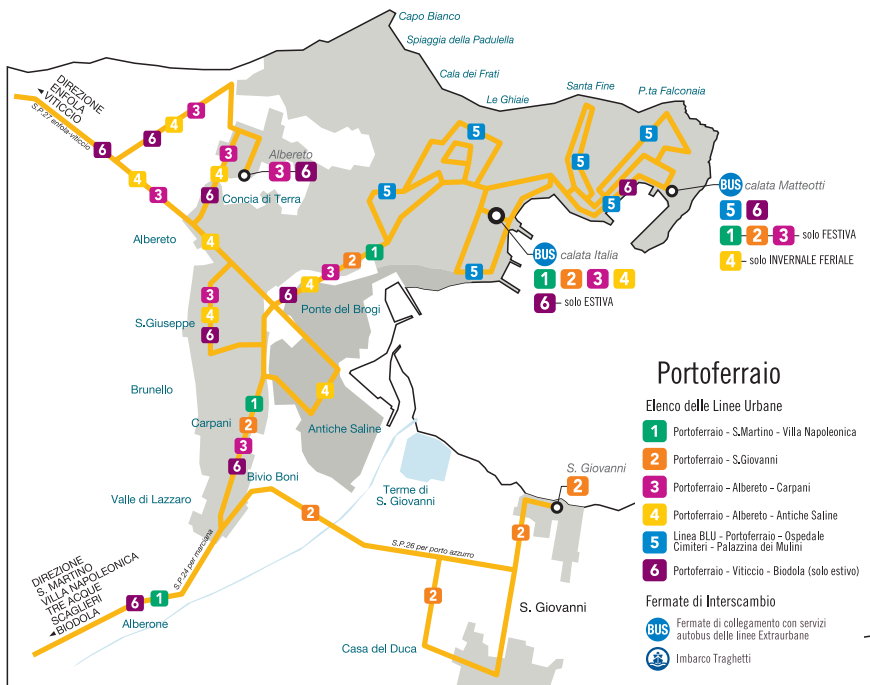 Capo Bianco
Spiaggia della Padulella
Cala dei Frati
Le Ghiaie
Santa Fine
P.ta Falconaia
DIREZIONE
ENFOLA
VITICCIO
S.P.27 enfola-viticcio
6
6
4
3
3
4
6
4
3
Albereto
3 6
Concia di Terra
Albereto
4
5
5
5
5
5
6
5
BUS calata Matteotti
5 6
1 2 3 solo FESTIVA
4 solo INVERNALE FERIALE
BUS calata Italia
1 2 3 4
6 solo ESTIVA
6 4 3 2 1
Ponte del Brogi
3
4
6
S.Giuseppe
Brunello
4
Antiche Saline
Carpani
1
2
3
6
Bivio Boni
Valle di Lazzaro
2
Terme di
S. Giovanni
S. Giovanni
2
2
S.P.26 per porto azzurro
S.P.24 per marciana
2
S. Giovanni
Casa del Duca
DIREZIONE
S. MARTINO
VILLA NAPOLEONICA
TRE ACQUE
SCAGLIERI
BIODOLA
6 1
Alberone
Portoferraio
Elenco delle Linee Urbane
1 Portoferraio - S.Martino - Villa Napoleonica
2 Portoferraio - S.Giovanni
3 Portoferraio - Albereto - Carpani
4 Portoferraio - Albereto - Antiche Saline
5 Linea BLU - Portoferraio - Ospedale
Cimiteri - Palazzina dei Mulini
6 Portoferraio - Viticcio - Biodola (solo estivo)
Fermate di Interscambio
BUS Fermate di collegamento con servizi
autobus delle linee Extraurbane
Imbarco Traghetti